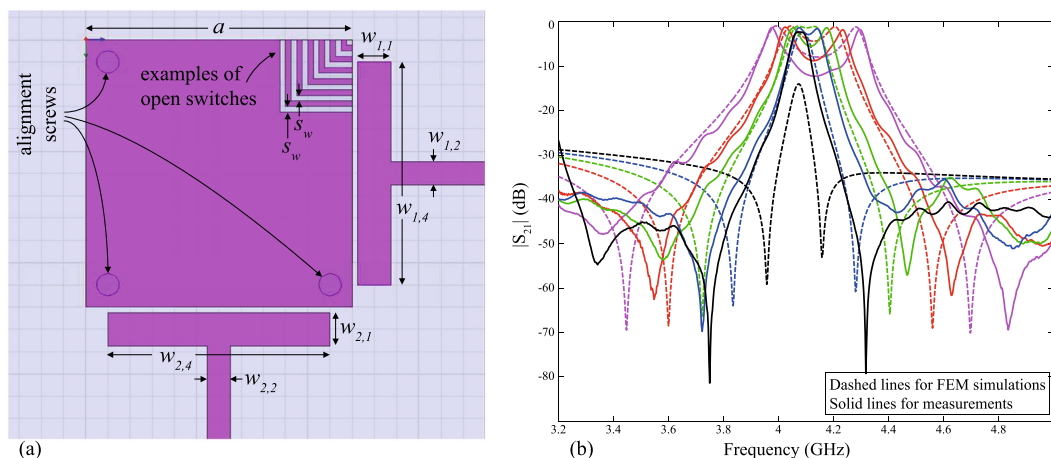 a
w1,1
examples of
open switches
alignment
screws
sw
sw
w1,2
w1,4
w2,1
w2,4
w2,2
(a)
0
-10
-20
-30
-40
-50
-60
-70
-80
|S21| (dB)
Dashed lines for FEM simulations
Solid lines for measurements
3.2 3.4 3.6 3.8 4 4.2 4.4 4.6 4.8
(b) Frequency (GHz)